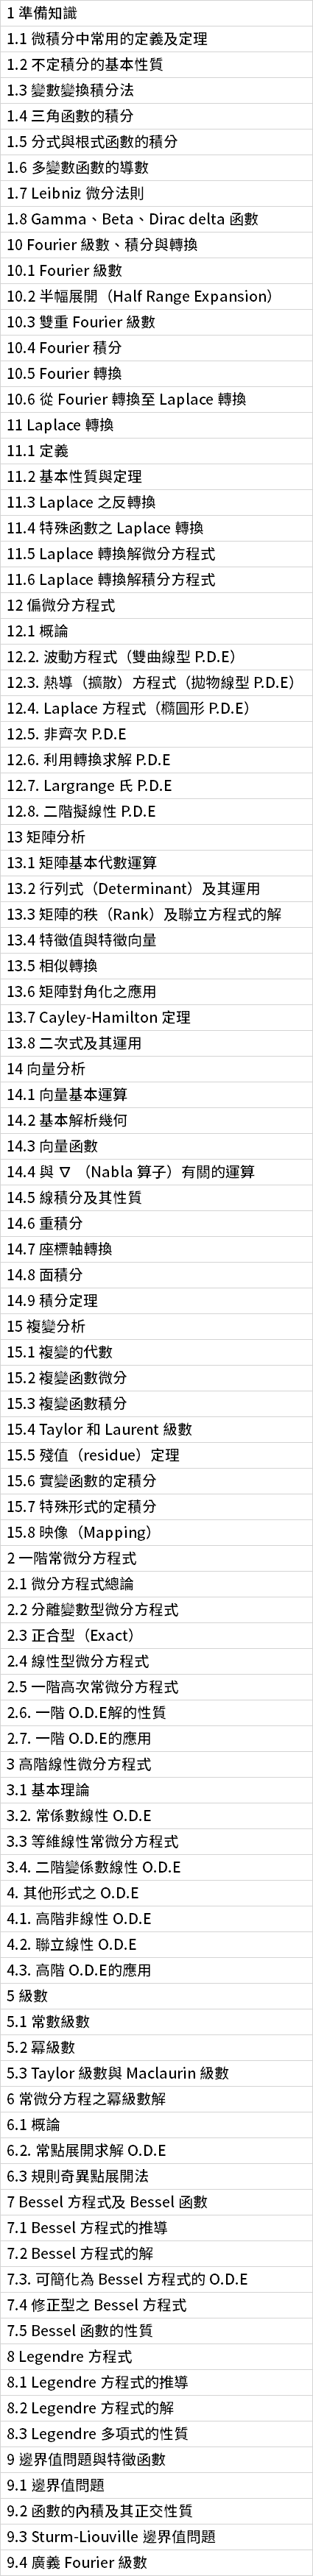 1 準備知識
1.1 微積分中常用的定義及定理
1.2 不定積分的基本性質
1.3 變數變換積分法
1.4 三角函數的積分
1.5 分式與根式函數的積分
1.6 多變數函數的導數
1.7 Leibniz 微分法則
1.8 Gamma、Beta、Dirac delta 函數
10 Fourier 級數、積分與轉換
10.1 Fourier 級數
10.2 半幅展開（Half Range Expansion）
10.3 雙重 Fourier 級數
10.4 Fourier 積分
10.5 Fourier 轉換
10.6 從 Fourier 轉換至 Laplace 轉換
11 Laplace 轉換
11.1 定義
11.2 基本性質與定理
11.3 Laplace 之反轉換
11.4 特殊函數之 Laplace 轉換
11.5 Laplace 轉換解微分方程式
11.6 Laplace 轉換解積分方程式
12 偏微分方程式
12.1 概論
12.2. 波動方程式（雙曲線型 P.D.E）
12.3. 熱導（擴散）方程式（拋物線型 P.D.E）
12.4. Laplace 方程式（橢圓形 P.D.E）
12.5. 非齊次 P.D.E
12.6. 利用轉換求解 P.D.E
12.7. Largrange 氏 P.D.E
12.8. 二階擬線性 P.D.E
13 矩陣分析
13.1 矩陣基本代數運算
13.2 行列式（Determinant）及其運用
13.3 矩陣的秩（Rank）及聯立方程式的解
13.4 特徵值與特徵向量
13.5 相似轉換
13.6 矩陣對角化之應用
13.7 Cayley-Hamilton 定理
13.8 二次式及其運用
14 向量分析
14.1 向量基本運算
14.2 基本解析幾何
14.3 向量函數
14.4 與 ∇ （Nabla 算子）有關的運算
14.5 線積分及其性質
14.6 重積分
14.7 座標軸轉換
14.8 面積分
14.9 積分定理
15 複變分析
15.1 複變的代數
15.2 複變函數微分
15.3 複變函數積分
15.4 Taylor 和 Laurent 級數
15.5 殘值（residue）定理
15.6 實變函數的定積分
15.7 特殊形式的定積分
15.8 映像（Mapping）
2 一階常微分方程式
2.1 微分方程式總論
2.2 分離變數型微分方程式
2.3 正合型（Exact）
2.4 線性型微分方程式
2.5 一階高次常微分方程式
2.6. 一階 O.D.E解的性質
2.7. 一階 O.D.E的應用
3 高階線性微分方程式
3.1 基本理論
3.2. 常係數線性 O.D.E
3.3 等維線性常微分方程式
3.4. 二階變係數線性 O.D.E
4. 其他形式之 O.D.E
4.1. 高階非線性 O.D.E
4.2. 聯立線性 O.D.E
4.3. 高階 O.D.E的應用
5 級數
5.1 常數級數
5.2 冪級數
5.3 Taylor 級數與 Maclaurin 級數
6 常微分方程之冪級數解
6.1 概論
6.2. 常點展開求解 O.D.E
6.3 規則奇異點展開法
7 Bessel 方程式及 Bessel 函數
7.1 Bessel 方程式的推導
7.2 Bessel 方程式的解
7.3. 可簡化為 Bessel 方程式的 O.D.E
7.4 修正型之 Bessel 方程式
7.5 Bessel 函數的性質
8 Legendre 方程式
8.1 Legendre 方程式的推導
8.2 Legendre 方程式的解
8.3 Legendre 多項式的性質
9 邊界值問題與特徵函數
9.1 邊界值問題
9.2 函數的內積及其正交性質
9.3 Sturm-Liouville 邊界值問題
9.4 廣義 Fourier 級數